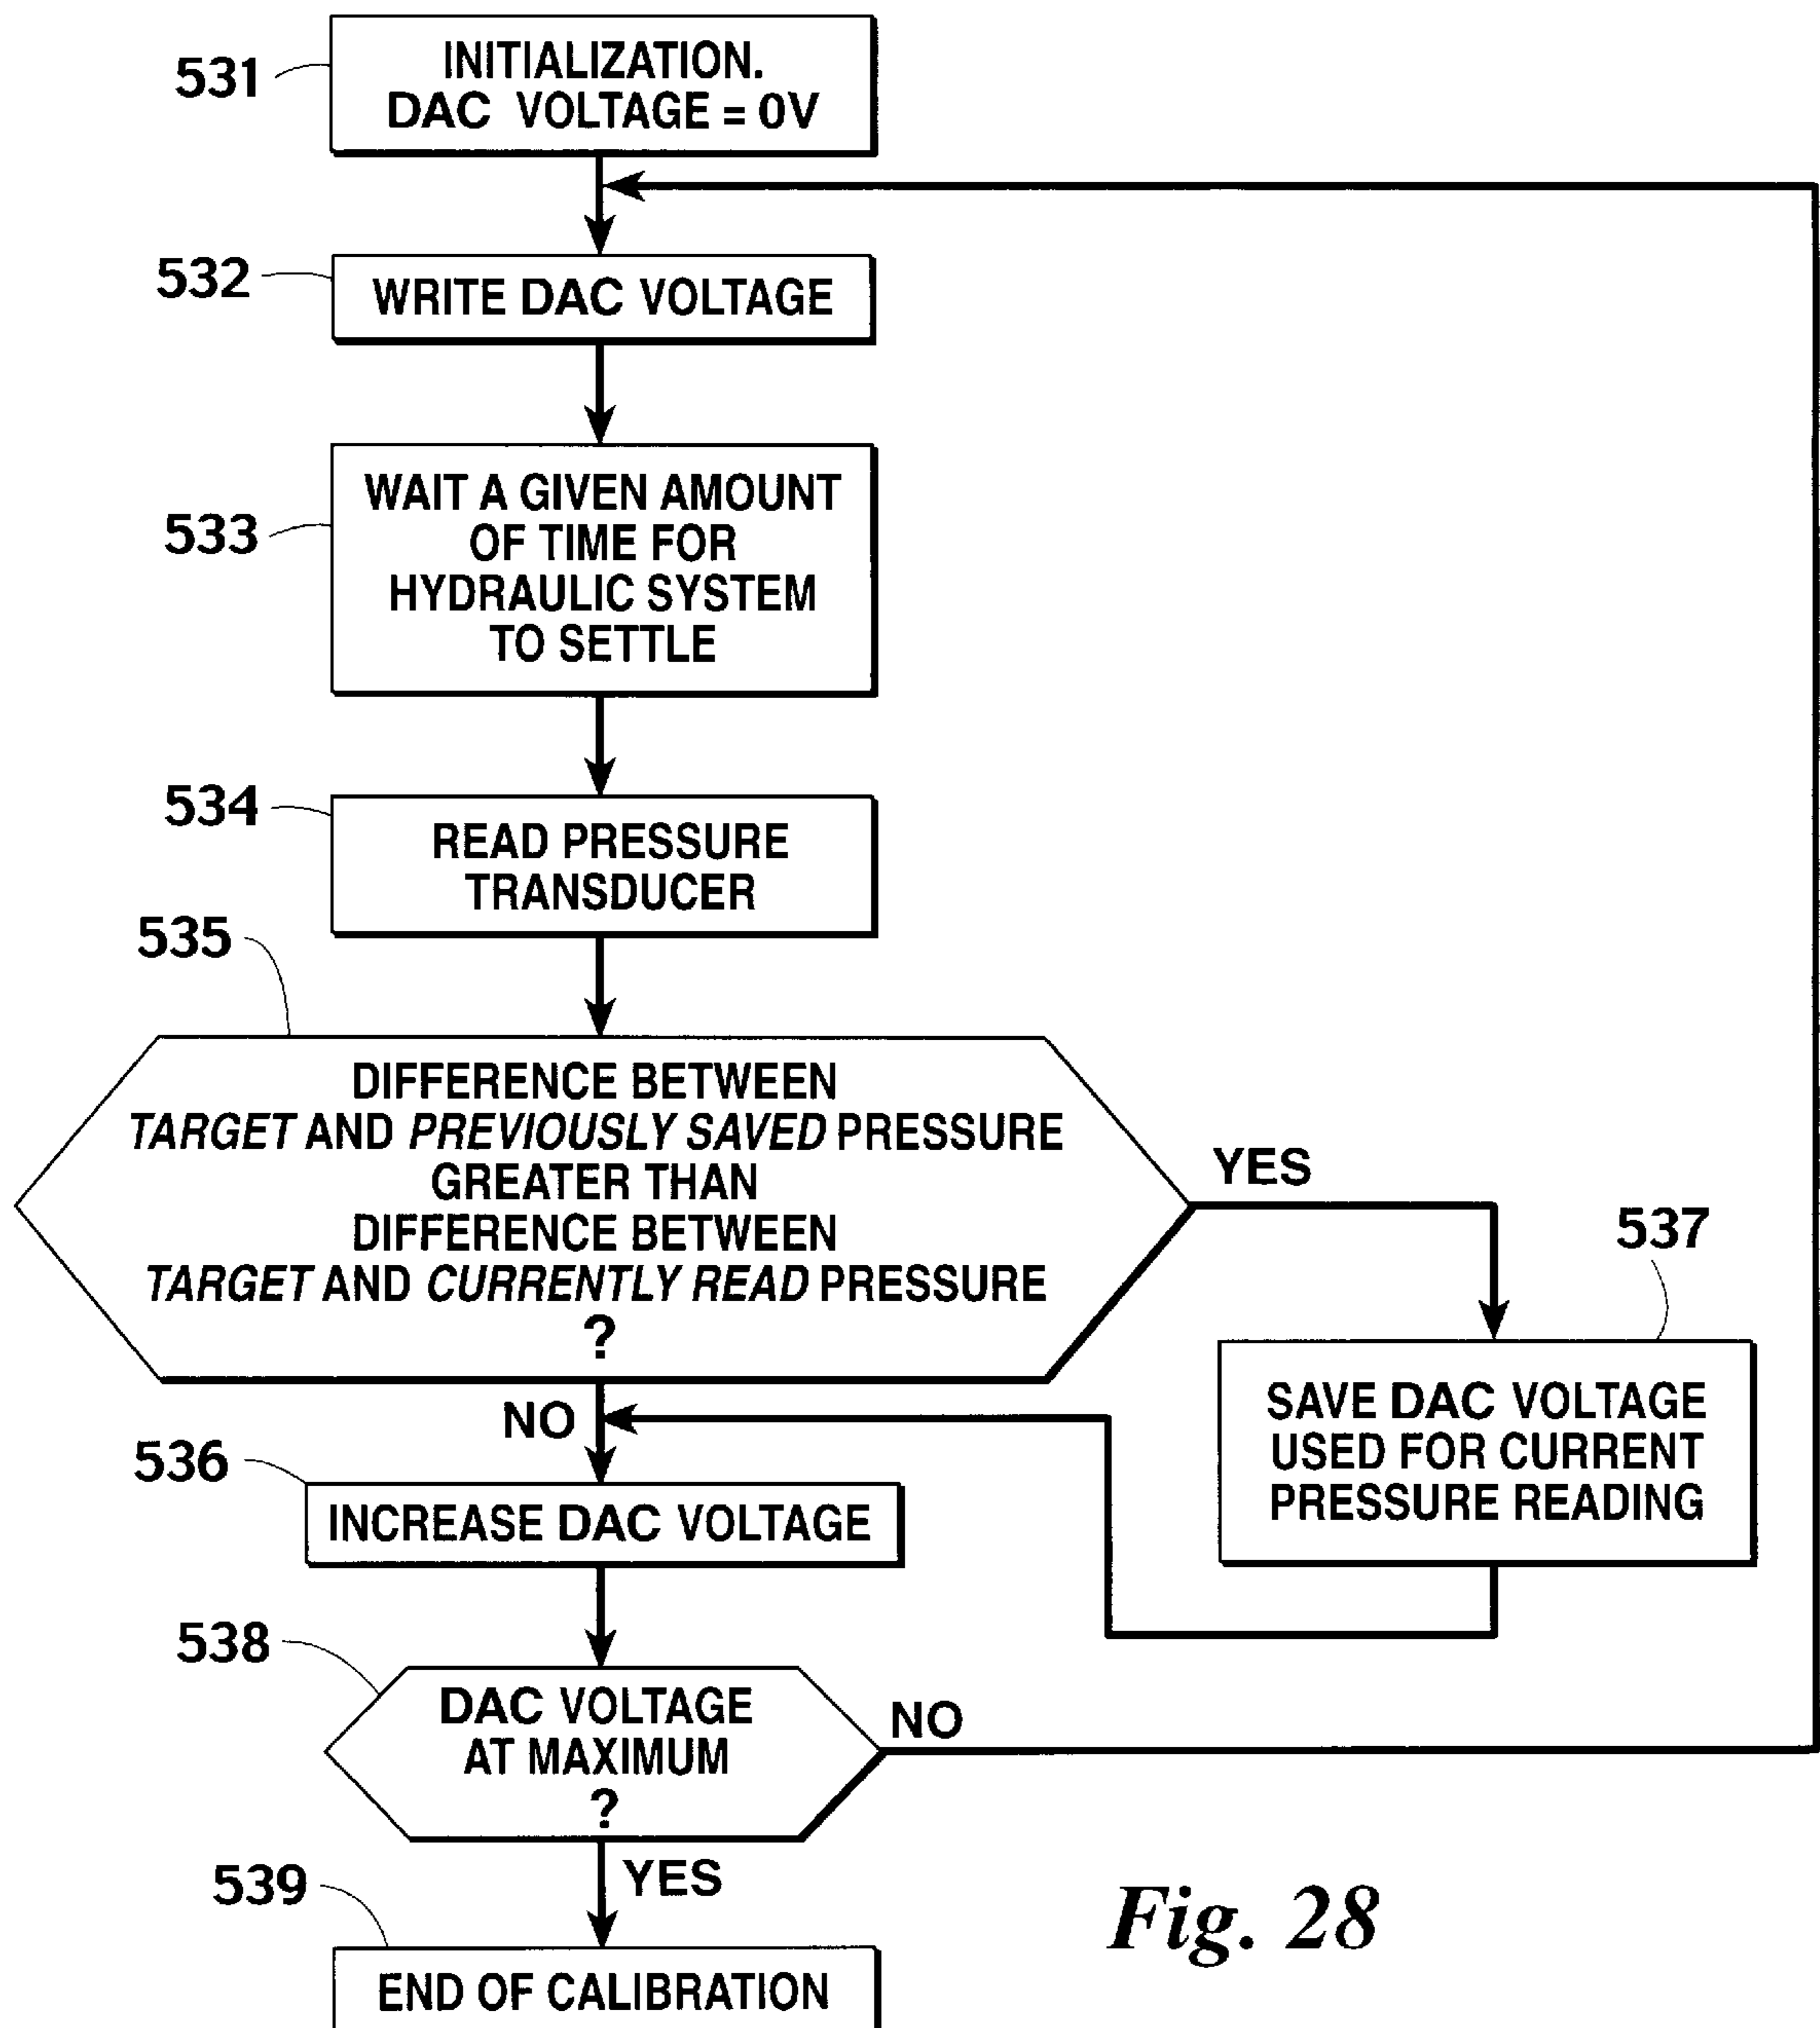 531
INITIALIZATION.
DAC VOLTAGE = 0V
532
WRITE DAC VOLTAGE
533
WAIT A GIVEN AMOUNT
OF TIME FOR
HYDRAULIC SYSTEM
TO SETTLE
534
READ PRESSURE
TRANSDUCER
535
DIFFERENCE BETWEEN
TARGET AND PREVIOUSLY SAVED PRESSURE
GREATER THAN
DIFFERENCE BETWEEN
TARGET AND CURRENTLY READ PRESSURE
?
YES
537
SAVE DAC VOLTAGE
USED FOR CURRENT
PRESSURE READING
NO
536
INCREASE DAC VOLTAGE
538
DAC VOLTAGE
AT MAXIMUM
?
NO
YES
539
END OF CALIBRATION
Fig. 28